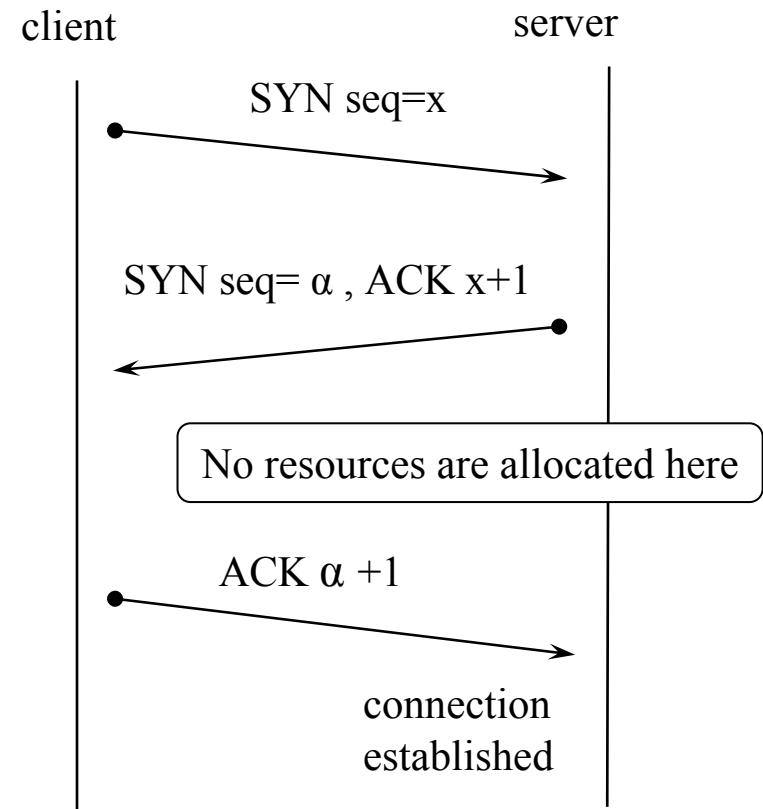 client
server
SYN seq=x
SYN seq= α , ACK x+1
No resources are allocated here
ACK α +1
connection
established